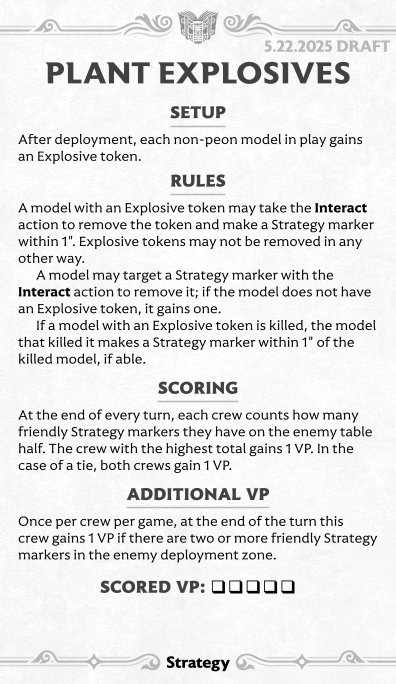 5.22.2025 DRAFT
PLANT EXPLOSIVES
SETUP
After deployment, each non-peon model in play gains
an Explosive token.
RULES
A model with an Explosive token may take the Interact
action to remove the token and make a Strategy marker
within 1". Explosive tokens may not be removed in any
other way.
A model may target a Strategy marker with the
Interact action to remove it; if the model does not have
an Explosive token, it gains one.
If a model with an Explosive token is killed, the model
that killed it makes a Strategy marker within 1" of the
killed model, if able.
SCORING
At the end of every turn, each crew counts how many
friendly Strategy markers they have on the enemy table
half. The crew with the highest total gains 1 VP. In the
case of a tie, both crews gain 1 VP.
ADDITIONAL VP
Once per crew per game, at the end of the turn this
crew gains 1 VP if there are two or more friendly Strategy
markers in the enemy deployment zone.
SCORED VP: ❑❑❑❑❑
Strategy